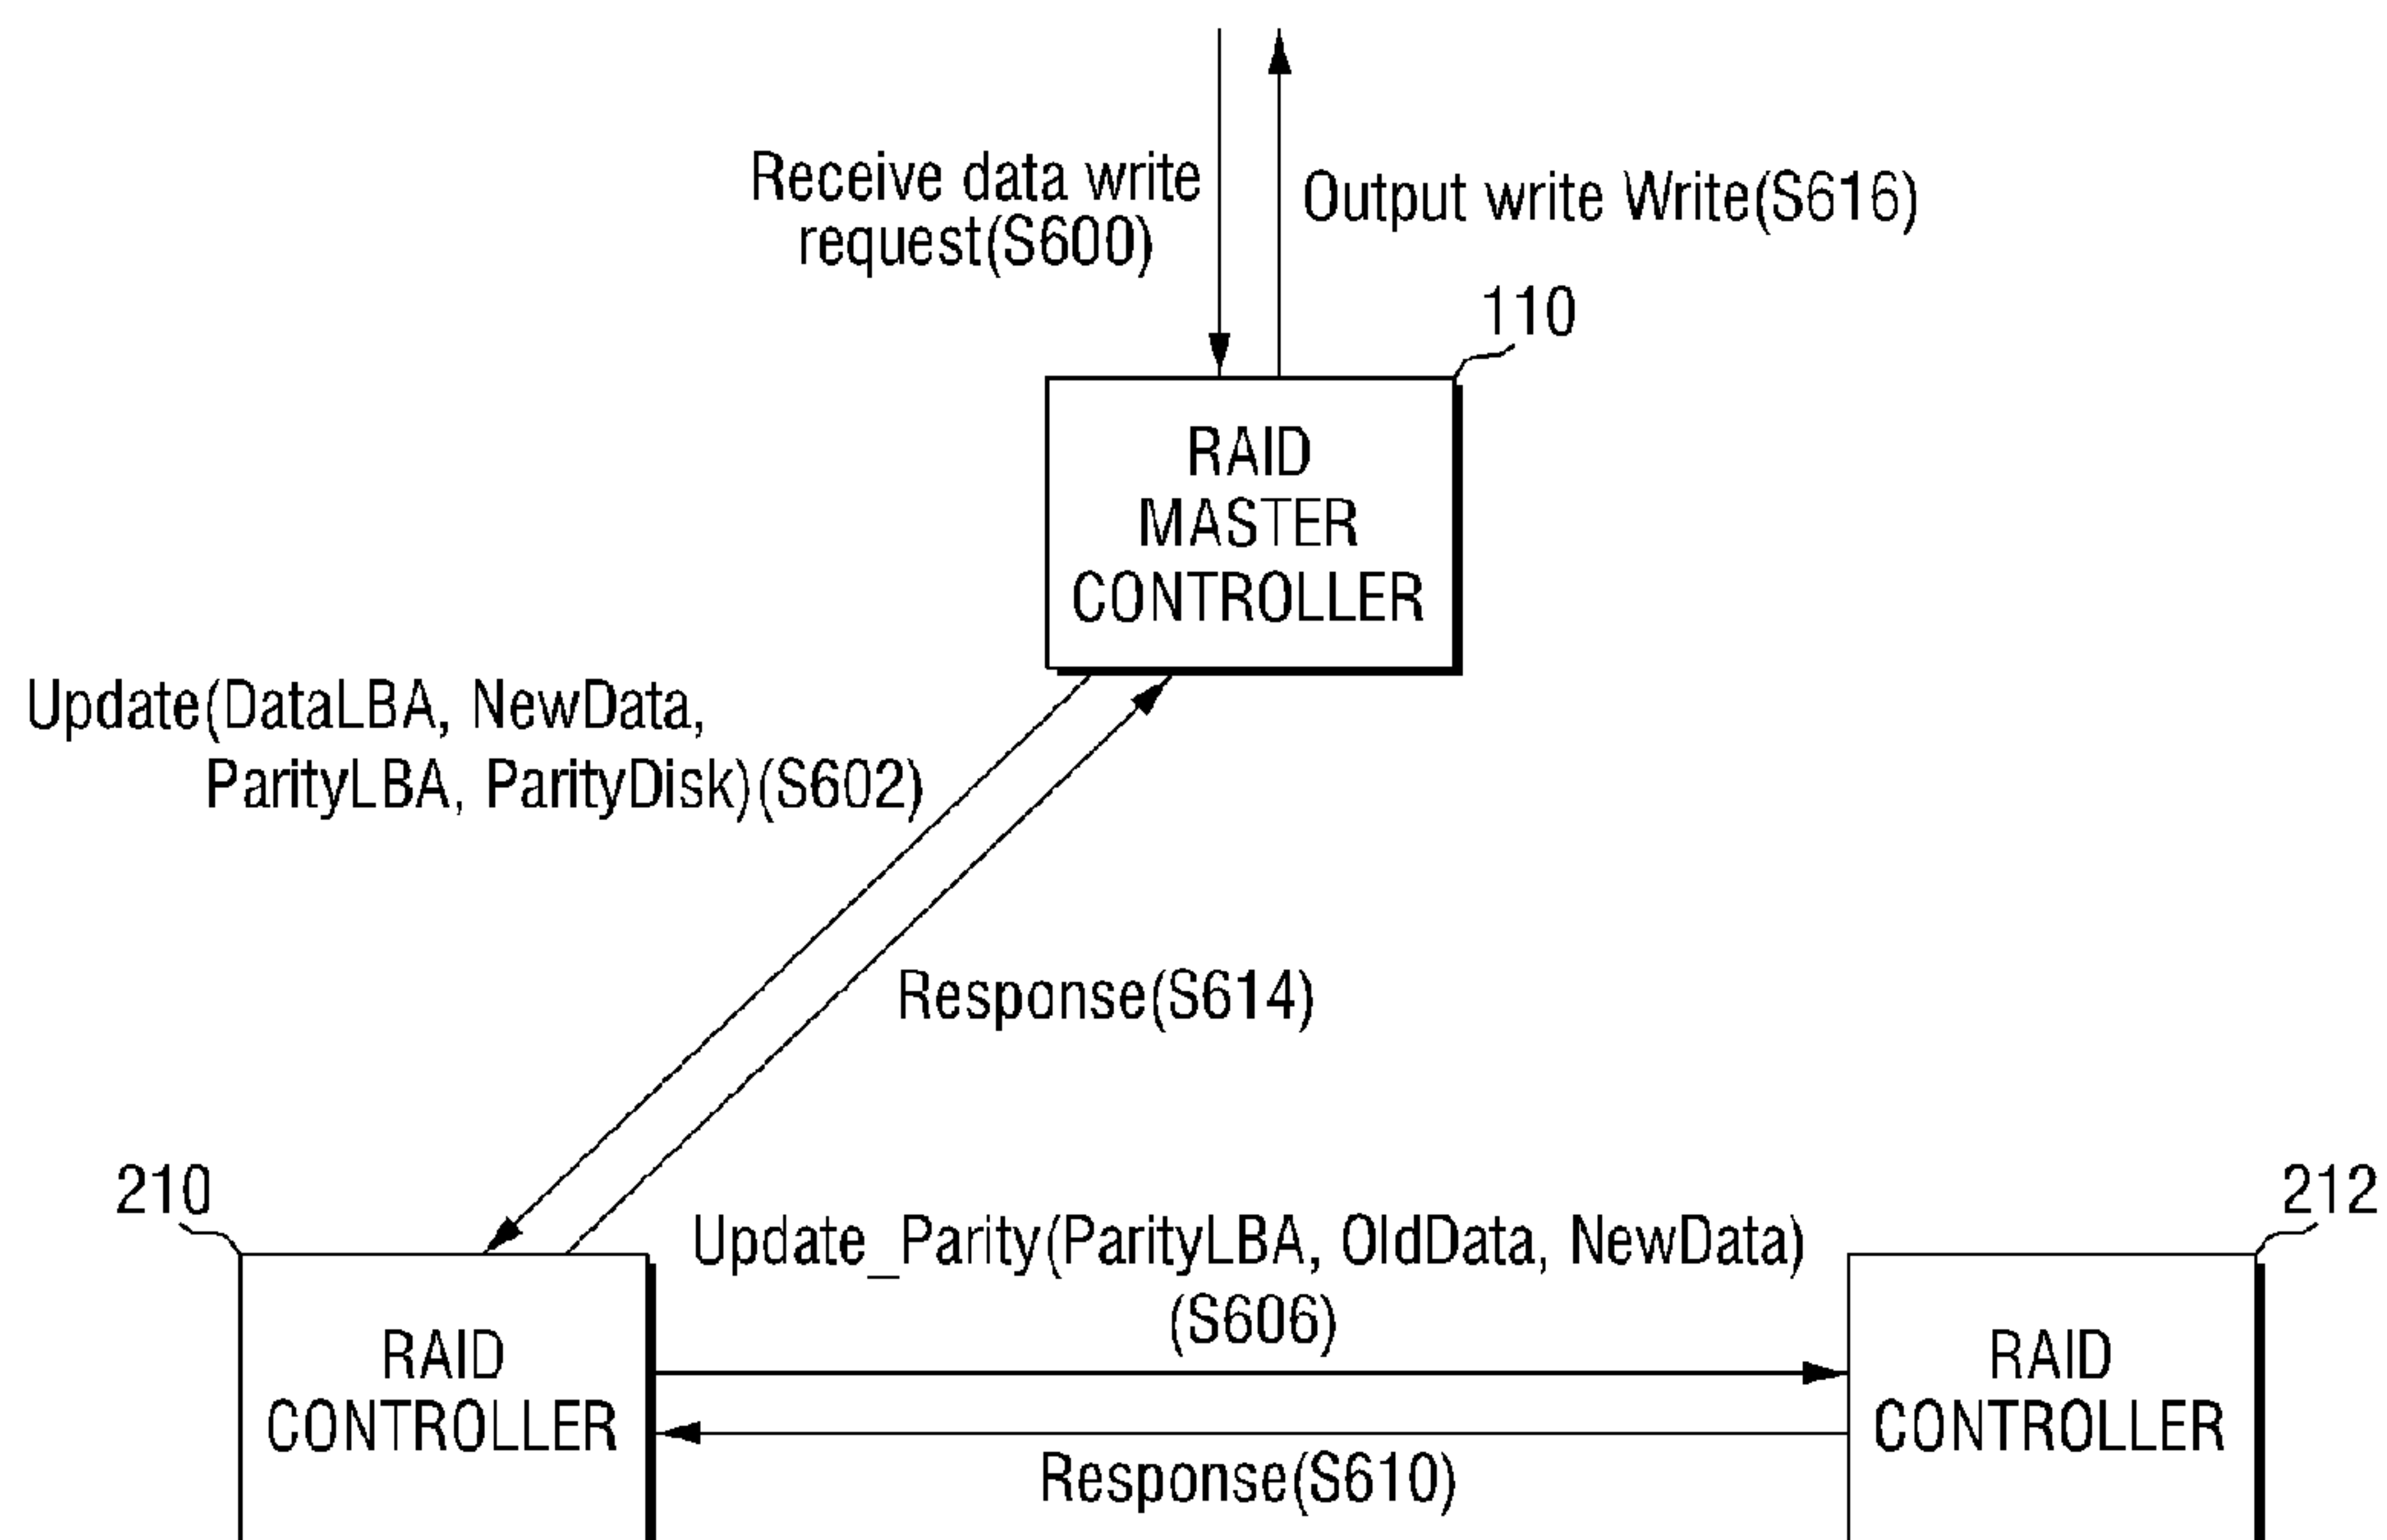 Receive data write
request(S600)
Output write Write(S616)
110
RAID
MASTER
CONTROLLER
Update(DataLBA, NewData,
ParityLBA, ParityDisk)(S602)
Response(S614)
210
Update_Parity(ParityLBA, OldData, NewData)
(S606)
212
RAID
CONTROLLER
RAID
CONTROLLER
Response(S610)